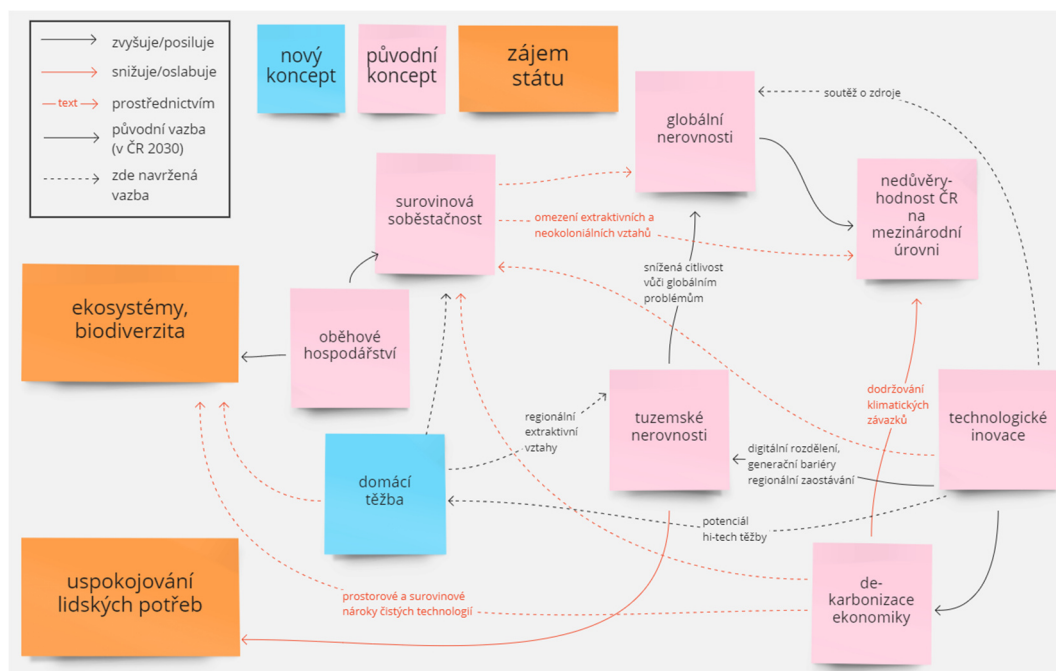 zvyšuje/posiluje
snižuje/oslabuje
text
prostřednictvím
původní vazba
(v ČR 2030)
zde navržená
vazba
nový
koncept
původní
koncept
zájem
státu
globální
nerovnosti
soutěž o zdroje
surovinová
soběstačnost
nedůvěry-
hodnost ČR
na
mezinárodní
úrovni
omezení extraktivních a
neokoloniálních vztahů
snížená citlivost
vůči globálním
problémům
ekosystémy,
biodiverzita
oběhové
hospodářství
regionální
extraktivní
vztahy
tuzemské
nerovnosti
dodržování
klimatických
závazků
technologické
inovace
digitální rozdělení,
generační bariéry
regionální zaostávání
domácí
těžba
potenciál
hi-tech těžby
uspokojování
lidských potřeb
prostorové a surovinové
nároky čistých technologií
de-
karbonizace
ekonomiky